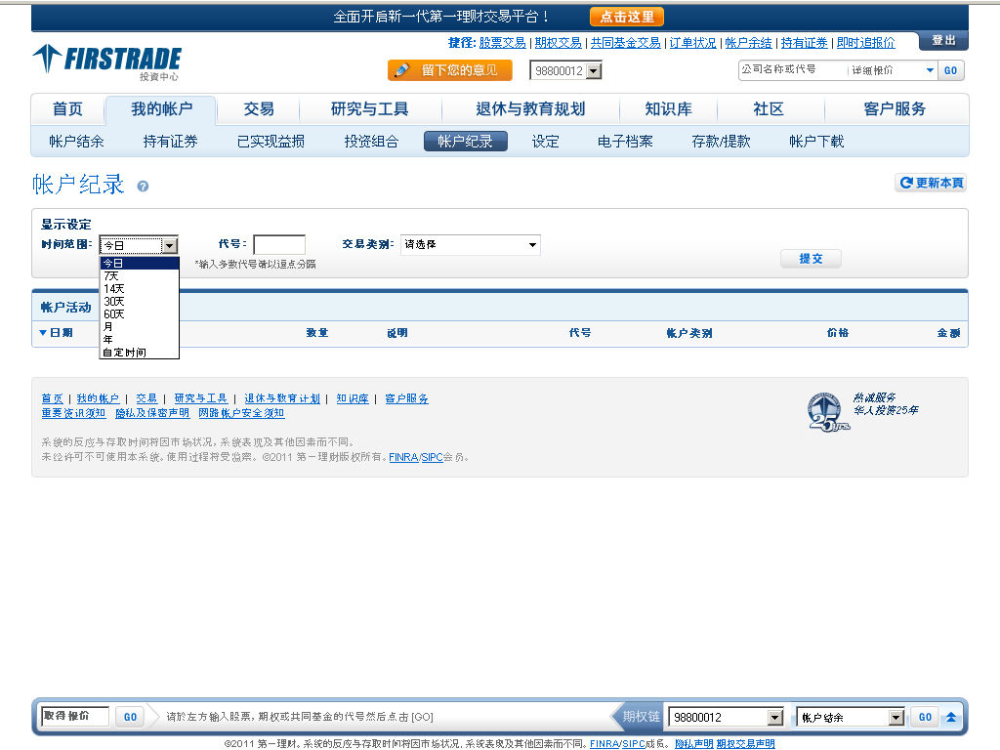 全面开启新一代第一理财交易平台！ 点击这里
捷径: 股票交易 | 期权交易 | 共同基金交易 | 订单状况 | 帐户余结 | 持有证券 | 即时追报价 登出
FIRSTRADE
投資中心
留下您的意见 98800012 公司名称或代号 详细报价 GO
首页 我的帐户 交易 研究与工具 退休与教育规划 知识库 社区 客户服务
帐户结余 持有证券 已实现益损 投资组合 帐户纪录 设定 电子档案 存款/提款 帐户下载
帐户纪录 ? 更新本頁
显示设定
时间范围: 今日 代号: 交易类别: 请选择
*输入多数代号请以逗点分隔 提交
今日
7天
14天
30天
60天
月
年
自定时间
帐户活动
日期 数量 说明 代号 帐户类别 价格 金额
首页 | 我的帐户 | 交易 | 研究与工具 | 退休与教育计划 | 知识库 | 客户服务
重要资讯须知 隐私及保密声明 网路帐户安全须知
系统的反应与存取时间将因市场状况, 系统表现及其他因素而不同。
未经许可不可使用本系统。使用过程将受监察。 ©2011 第一理财版权所有。FINRA/SIPC会员。
25
热诚服务
华人投资25年
取得报价 GO 请於左方输入股票, 期权或共同基金的代号然后点击 [GO] 期权链 98800012 帐户结余 GO
©2011 第一理财。系统的反应与存取时间将因市场状况, 系统表现及其他因素而不同。 FINRA/SIPC成员。 隐私声明 期权交易声明